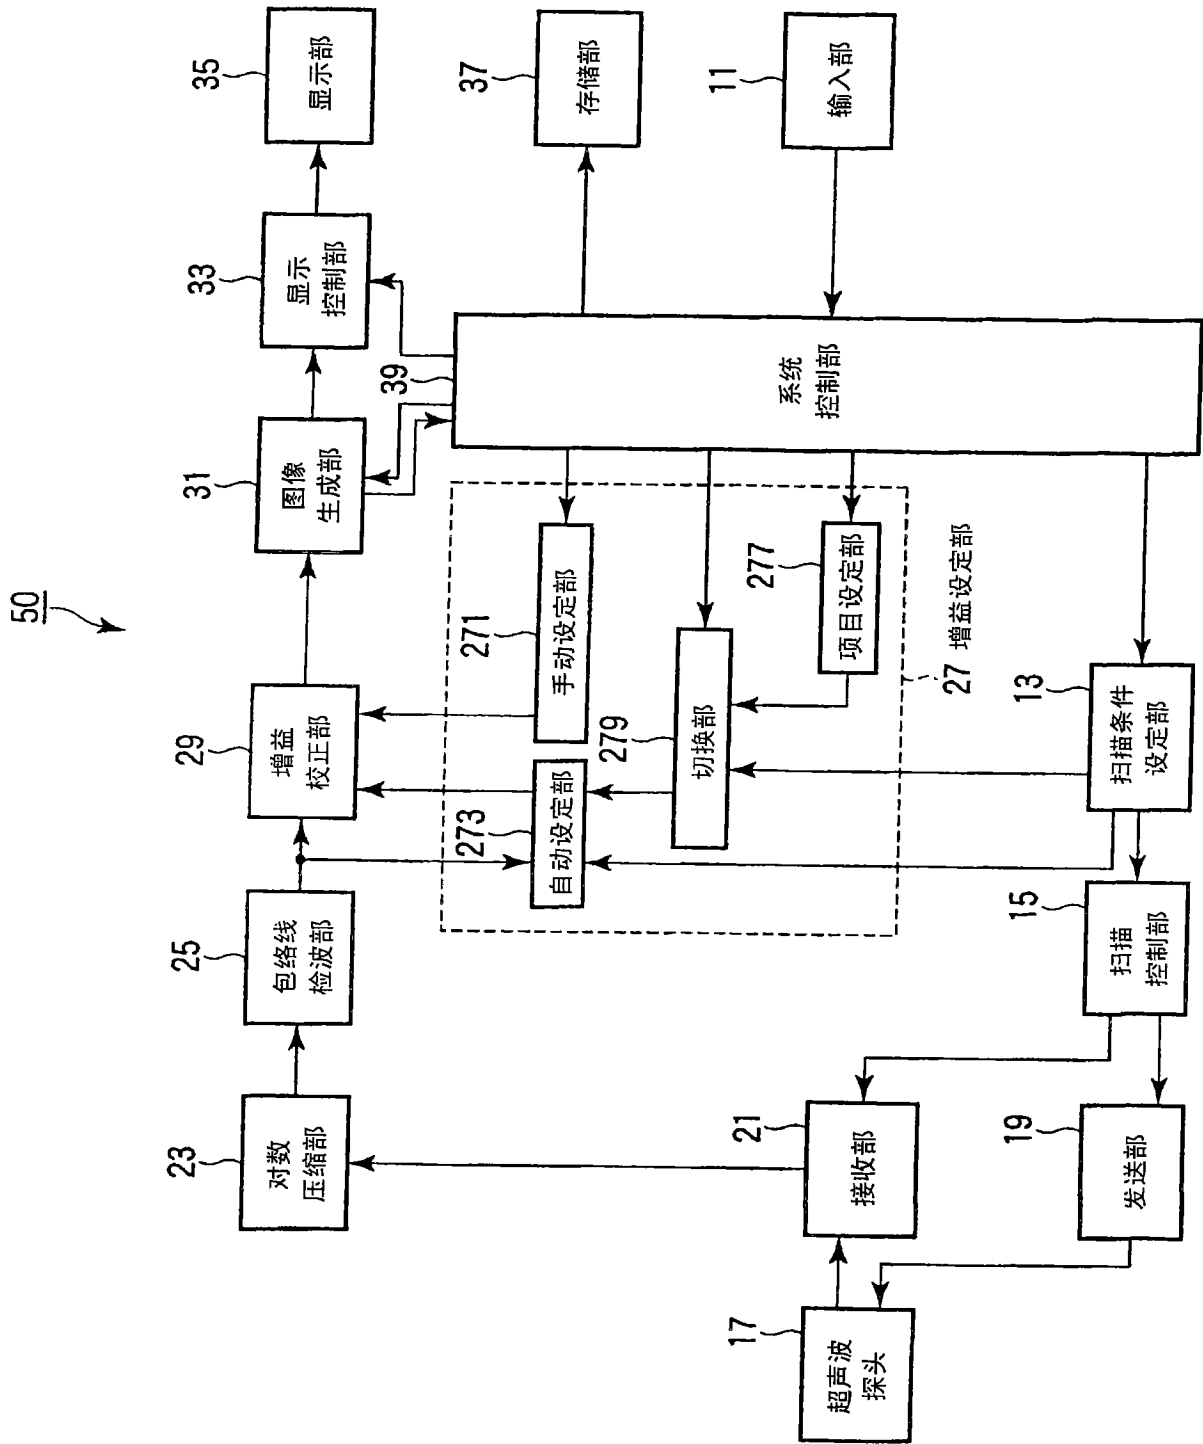 50
17
超声波
探头
23
对数
压缩部
21
接收部
19
发送部
25
包络线
检波部
15
扫描
控制部
29
增益
校正部
273
自动设定部
271
手动设定部
279
切换部
277
项目设定部
27 增益设定部
13
扫描条件
设定部
31
图像
生成部
39
系统
控制部
33
显示
控制部
35
显示部
37
存储部
11
输入部